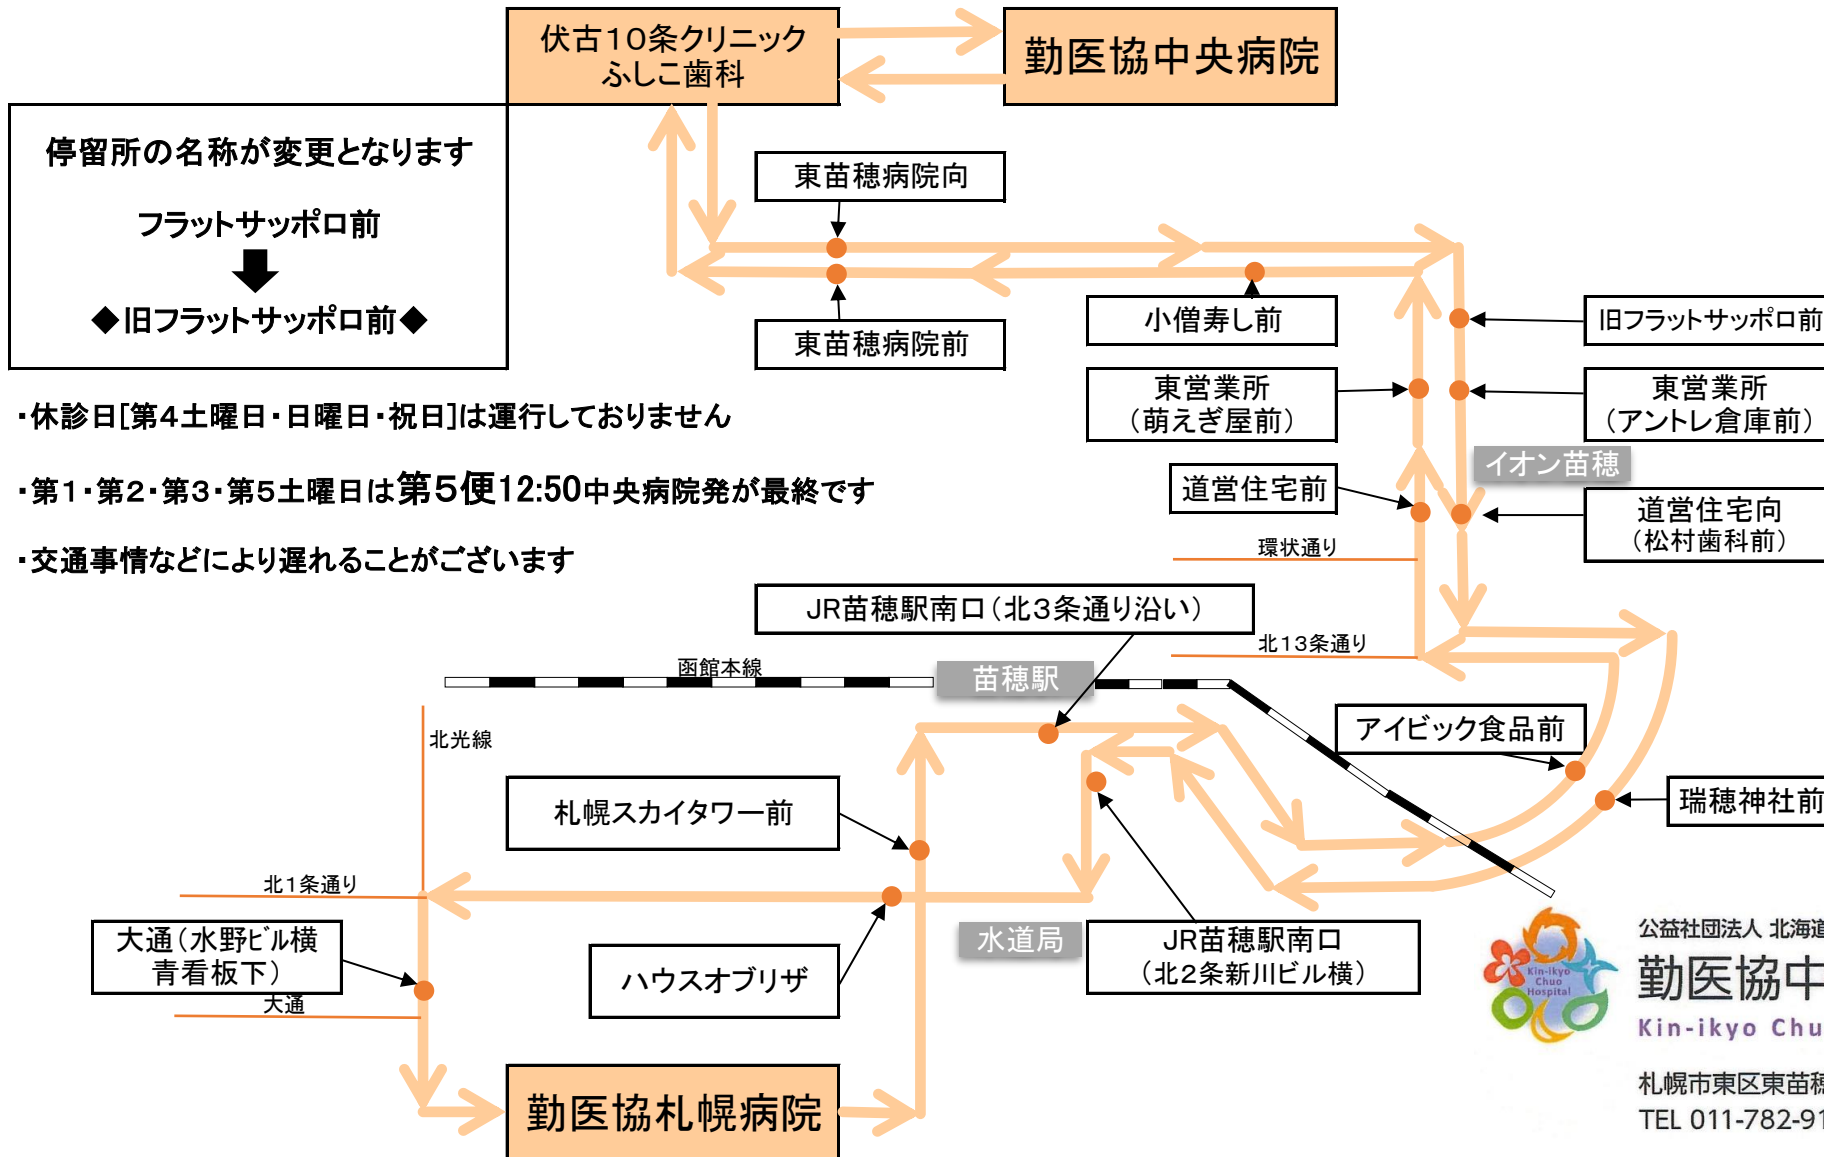 伏古10条クリニック
ふしこ歯科
勤医協中央病院
停留所の名称が変更となります
フラットサッポロ前
◆旧フラットサッポロ前◆
東苗穂病院向
東苗穂病院前
小僧寿し前
旧フラットサッポロ前
東営業所
（萌えぎ屋前）
東営業所
（アントレ倉庫前）
・休診日[第4土曜日・日曜日・祝日]は運行しておりません
イオン苗穂
・第1・第2・第3・第5土曜日は第5便12:50中央病院発が最終です
道営住宅前
道営住宅向
（松村歯科前）
・交通事情などにより遅れることがございます
環状通り
JR苗穂駅南口（北3条通り沿い）
北13条通り
函館本線
苗穂駅
北光線
アイビック食品前
札幌スカイタワー前
瑞穂神社前
北1条通り
大通（水野ビル横
青看板下）
大通
ハウスオブリザ
水道局
JR苗穂駅南口
（北2条新川ビル横）
Kin-ikyo
Chuo
Hospital
公益社団法人 北海道
勤医協中
Kin-ikyo Chu
札幌市東区東苗穂
TEL 011-782-91
勤医協札幌病院